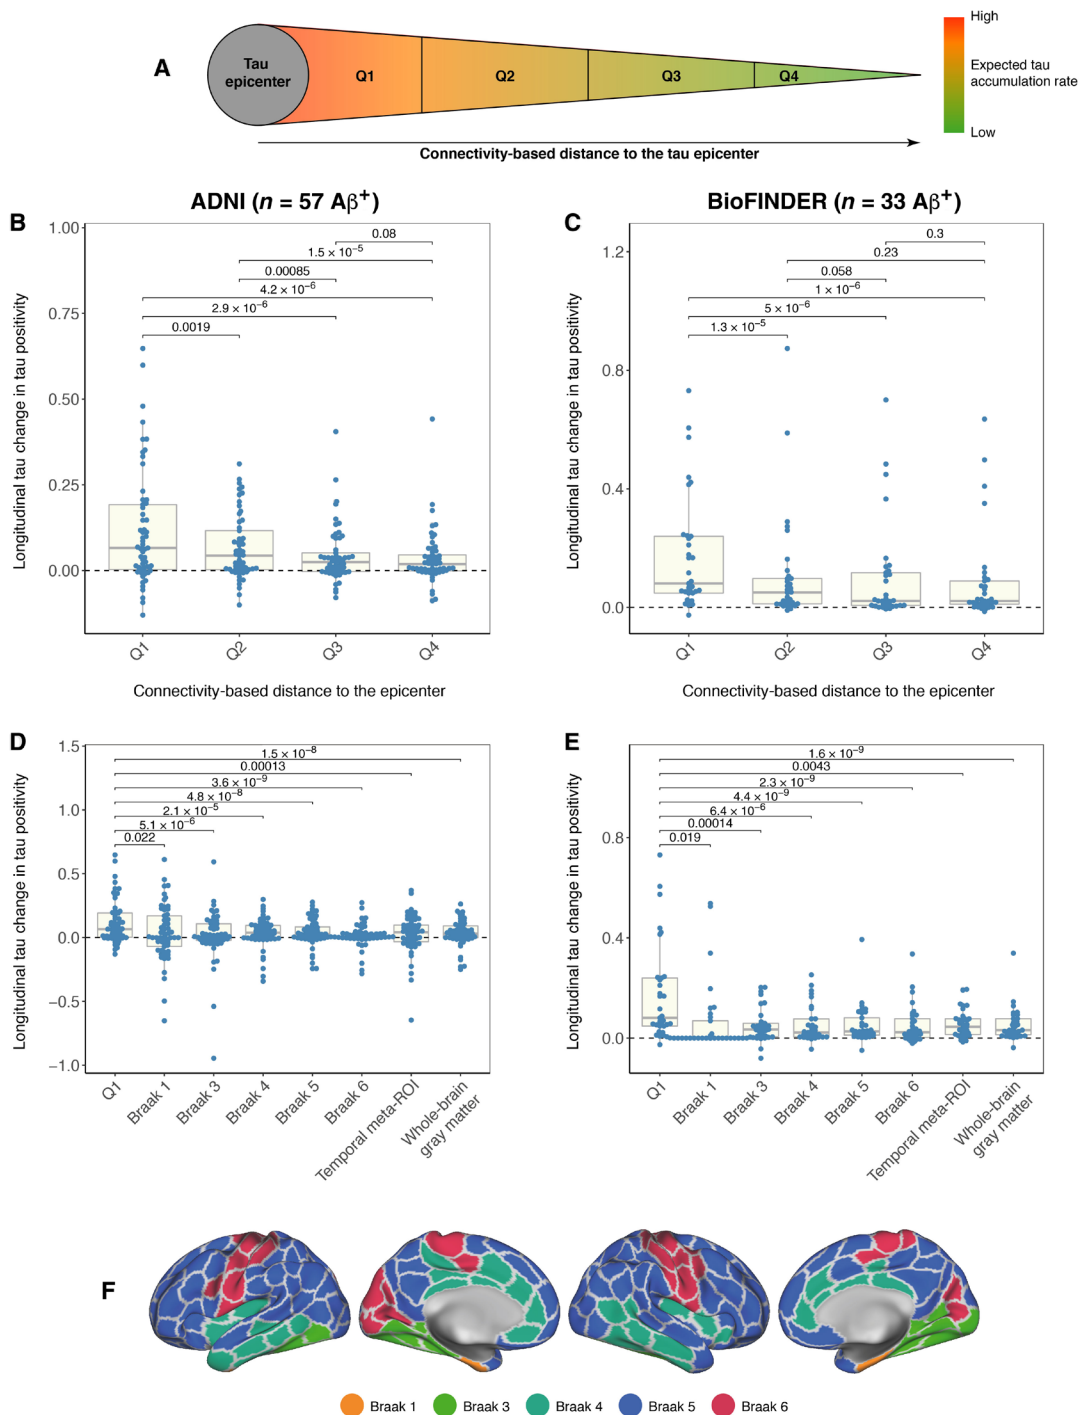 A
Tau
epicenter
Q1
Q2
Q3
Q4
High
Expected tau
accumulation rate
Low
Connectivity-based distance to the tau epicenter
ADNI (n = 57 Aβ+)
B
Longitudinal tau change in tau positivity
1.00
0.75
0.50
0.25
0.00
0.08
1.5 × 10−5
0.00085
4.2 × 10−6
2.9 × 10−6
0.0019
Q1
Q2
Q3
Q4
Connectivity-based distance to the epicenter
BioFINDER (n = 33 Aβ+)
C
Longitudinal tau change in tau positivity
1.2
0.8
0.4
0.0
0.3
0.23
0.058
1 × 10−6
5 × 10−6
1.3 × 10−5
Q1
Q2
Q3
Q4
Connectivity-based distance to the epicenter
D
Longitudinal tau change in tau positivity
1.5
1.0
0.5
0.0
−0.5
−1.0
1.5 × 10−8
0.00013
3.6 × 10−9
4.8 × 10−8
2.1 × 10−5
5.1 × 10−6
0.022
Q1
Braak 1
Braak 3
Braak 4
Braak 5
Braak 6
Temporal meta-ROI
Whole-brain
gray matter
E
Longitudinal tau change in tau positivity
0.8
0.4
0.0
1.6 × 10−9
0.0043
2.3 × 10−9
4.4 × 10−9
6.4 × 10−6
0.00014
0.019
Q1
Braak 1
Braak 3
Braak 4
Braak 5
Braak 6
Temporal meta-ROI
Whole-brain
gray matter
F
Braak 1
Braak 3
Braak 4
Braak 5
Braak 6